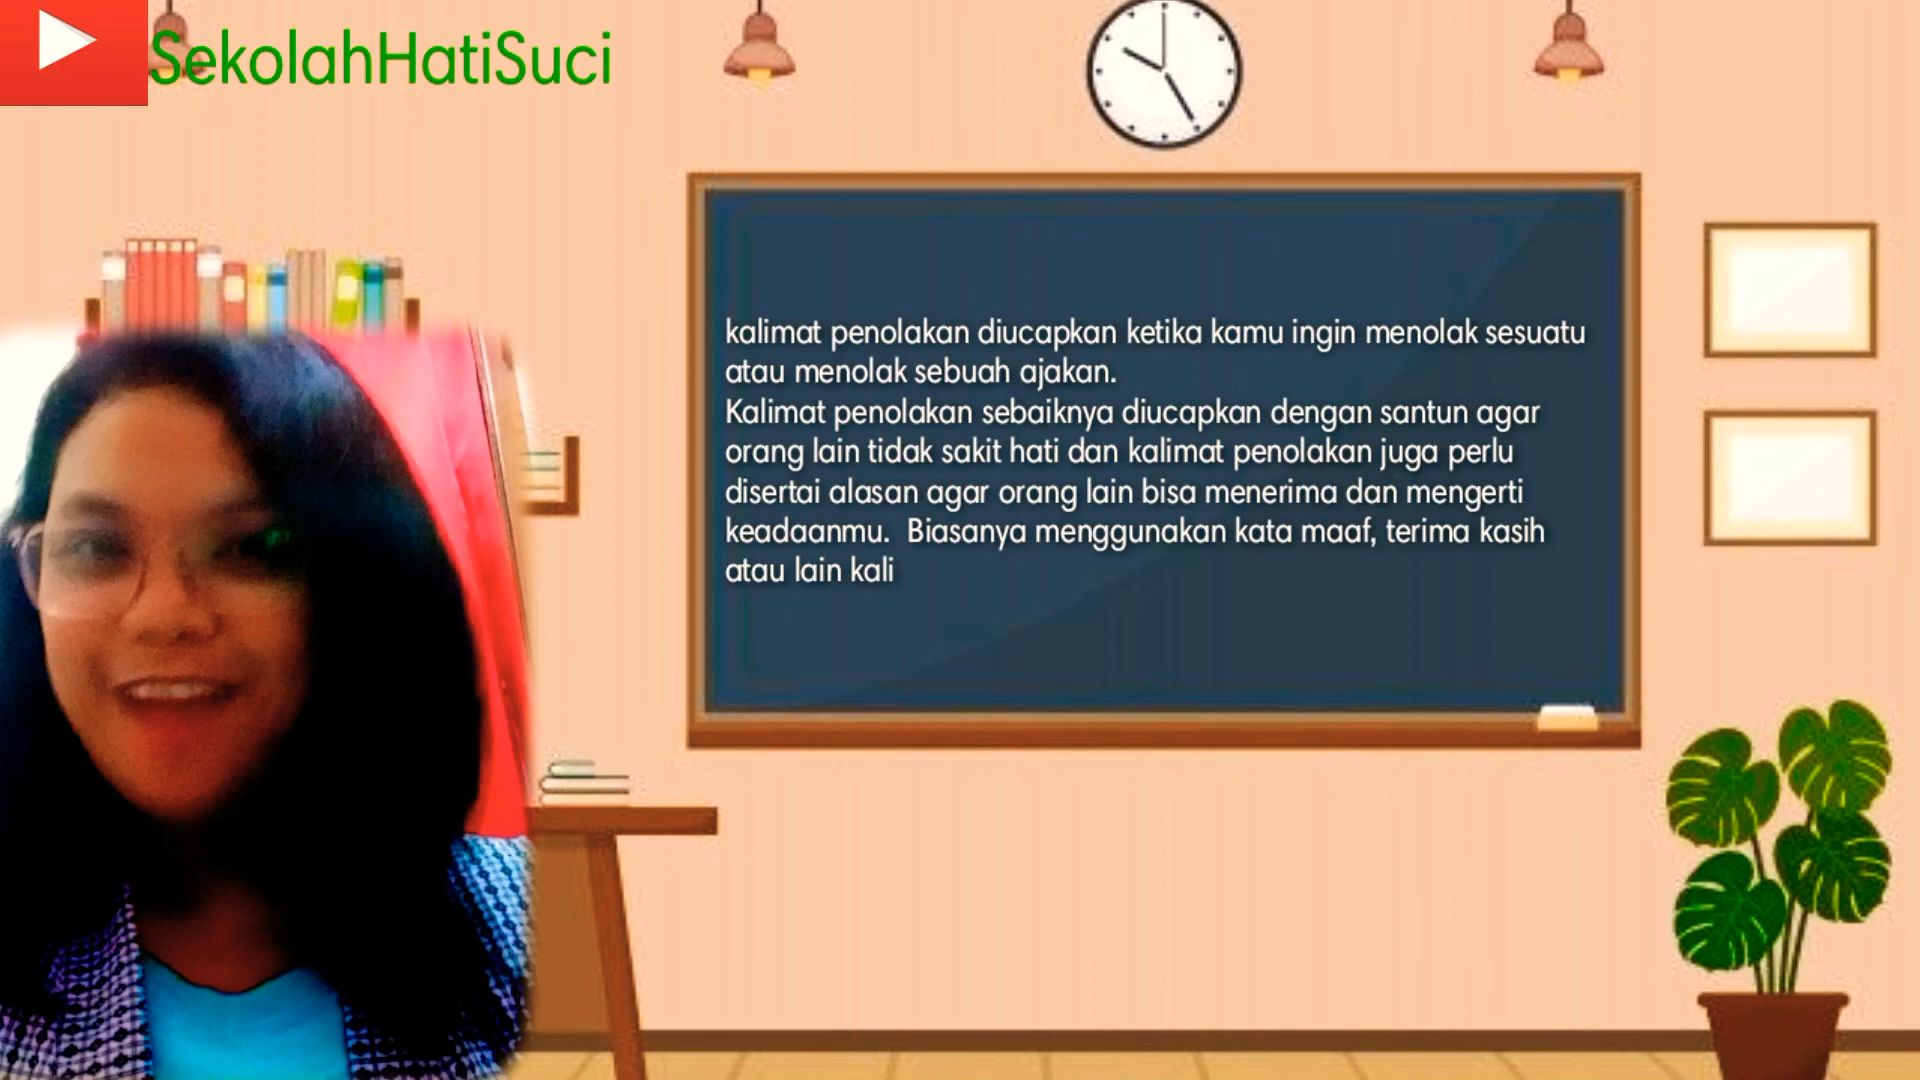 SekolahHatiSuci
kalimat penolakan diucapkan ketika kamu ingin menolak sesuatu
atau menolak sebuah ajakan.
Kalimat penolakan sebaiknya diucapkan dengan santun agar
orang lain tidak sakit hati dan kalimat penolakan juga perlu
disertai alasan agar orang lain bisa menerima dan mengerti
keadaanmu.  Biasanya menggunakan kata maaf, terima kasih
atau lain kali